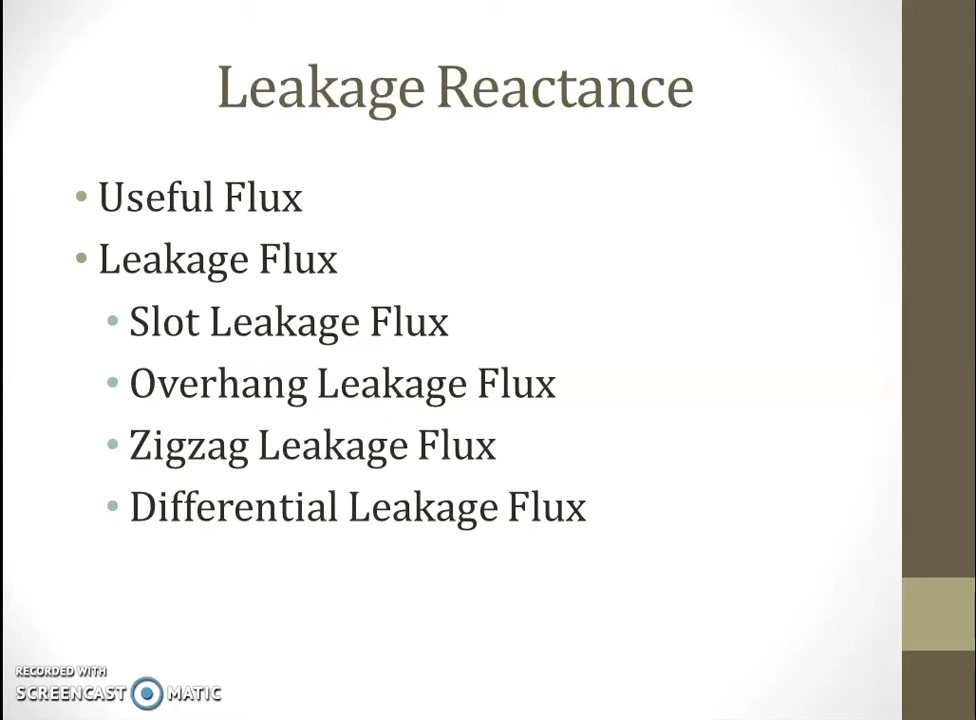 Leakage Reactance
• Useful Flux
• Leakage Flux
• Slot Leakage Flux
• Overhang Leakage Flux
• Zigzag Leakage Flux
• Differential Leakage Flux
RECORDED WITH
SCREENCAST MATIC